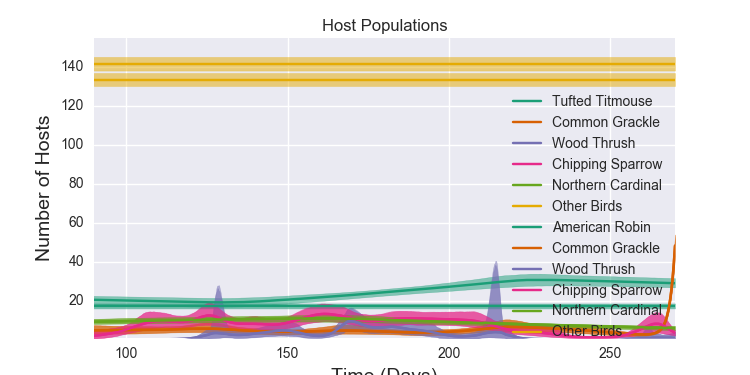 Host Populations
Number of Hosts
140
120
100
80
60
40
20
Tufted Titmouse
Common Grackle
Wood Thrush
Chipping Sparrow
Northern Cardinal
Other Birds
American Robin
Common Grackle
Wood Thrush
Chipping Sparrow
Northern Cardinal
Other Birds
100 150 200 250
Time (Days)